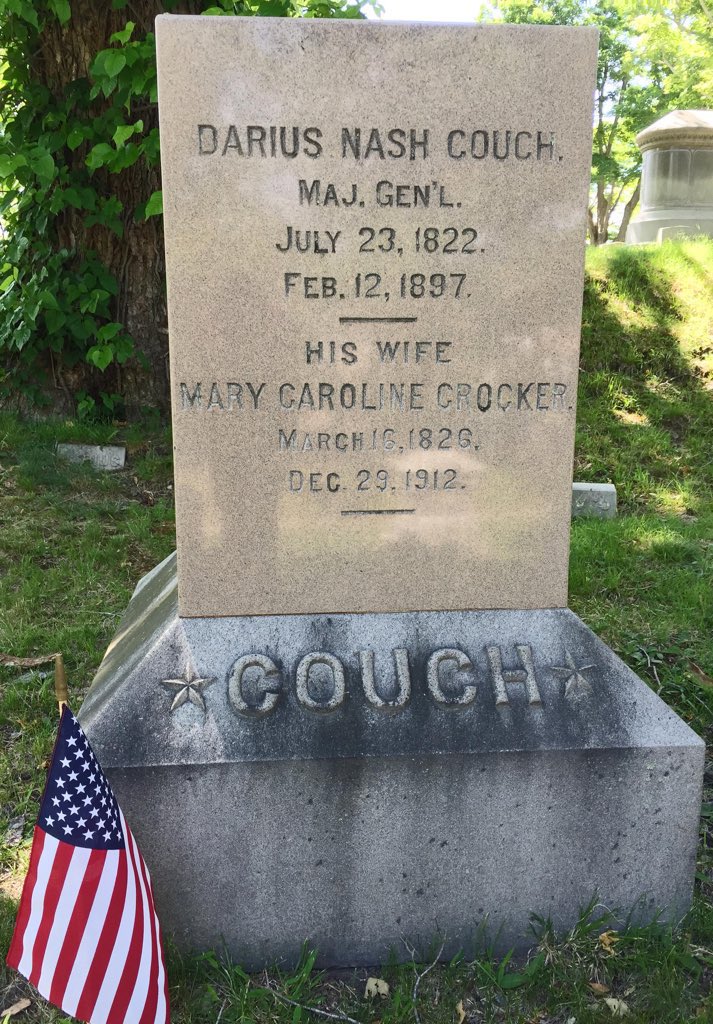 DARIUS NASH COUCH.
MAJ. GEN'L.
JULY 23, 1822.
FEB. 12, 1897.
HIS WIFE
MARY CAROLINE CROCKER.
MARCH 16, 1826.
DEC. 29, 1912.
COUCH